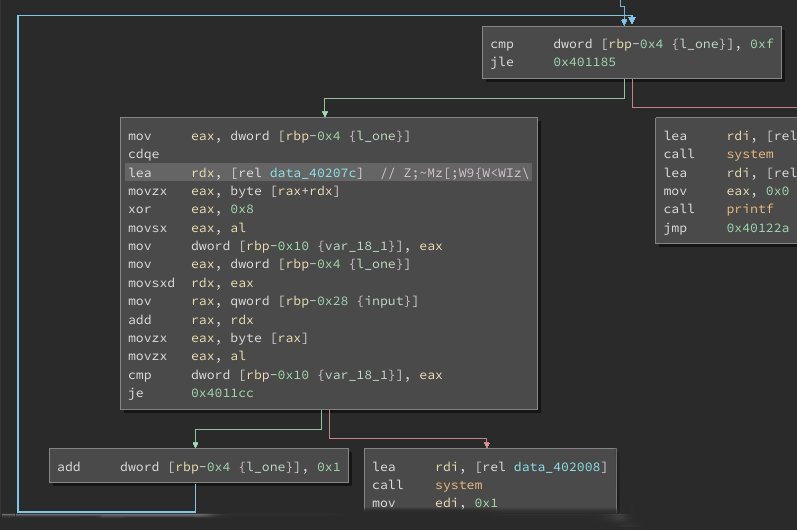 cmp dword [rbp-0x4 {l_one}], 0xf
jle 0x401185
mov eax, dword [rbp-0x4 {l_one}]
cdqe
lea rdx, [rel data_40207c] // Z;~Mz[;W9{W<WIz\
movzx eax, byte [rax+rdx]
xor eax, 0x8
movsx eax, al
mov dword [rbp-0x10 {var_18_1}], eax
mov eax, dword [rbp-0x4 {l_one}]
movsxd rdx, eax
mov rax, qword [rbp-0x28 {input}]
add rax, rdx
movzx eax, byte [rax]
movzx eax, al
cmp dword [rbp-0x10 {var_18_1}], eax
je 0x4011cc
lea rdi, [rel
call system
lea rdi, [rel
mov eax, 0x0
call printf
jmp 0x40122a
add dword [rbp-0x4 {l_one}], 0x1
lea rdi, [rel data_402008]
call system
mov edi, 0x1